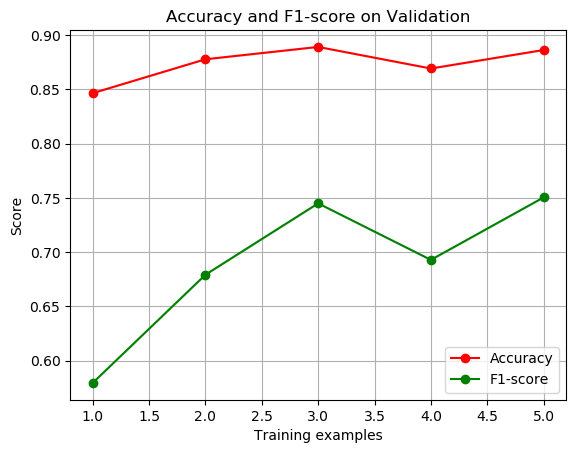 Accuracy and F1-score on Validation
0.90
0.85
0.80
0.75
0.70
0.65
0.60
Score
1.0 1.5 2.0 2.5 3.0 3.5 4.0 4.5 5.0
Training examples
Accuracy
F1-score